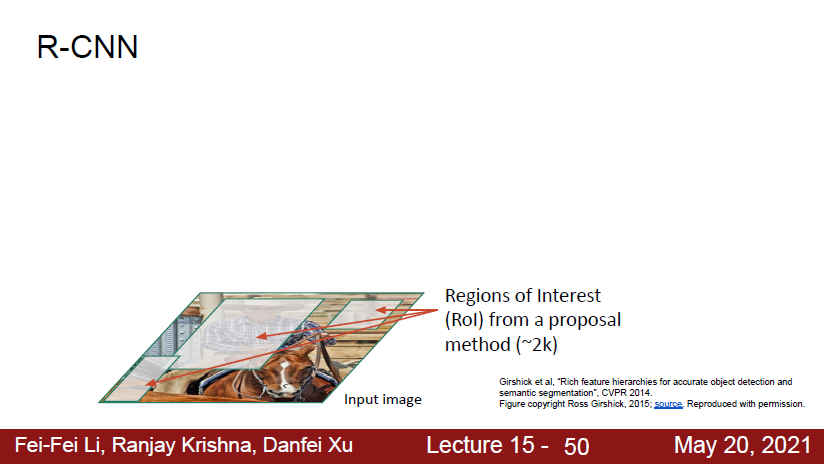 R-CNN
Regions of Interest
(RoI) from a proposal
method (~2k)
Input image
Girshick et al, “Rich feature hierarchies for accurate object detection and
semantic segmentation”, CVPR 2014.
Figure copyright Ross Girshick, 2015; source. Reproduced with permission.
Fei-Fei Li, Ranjay Krishna, Danfei Xu
Lecture 15 - 50
May 20, 2021